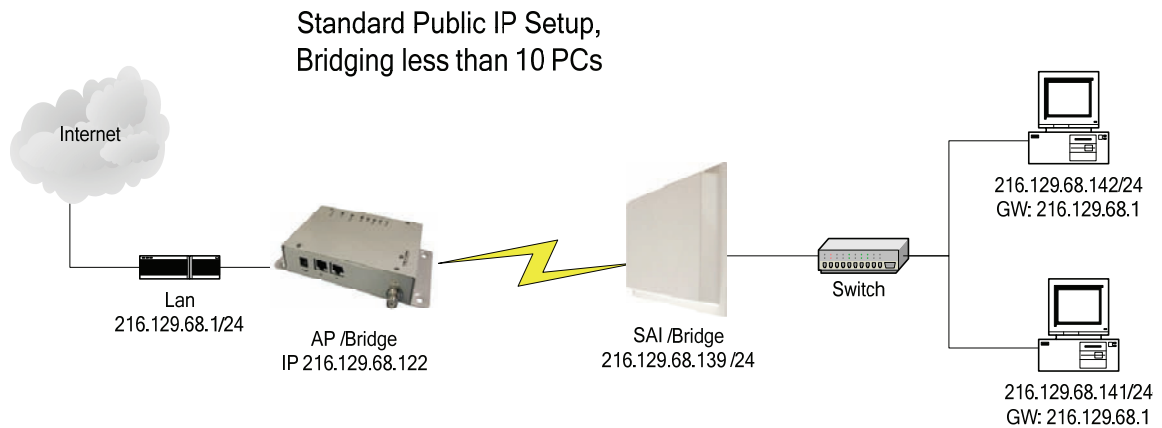 Standard Public IP Setup,
Bridging less than 10 PCs
Internet
Lan
216.129.68.1/24
AP /Bridge
IP 216.129.68.122
SAI /Bridge
216.129.68.139 /24
Switch
216.129.68.142/24
GW: 216.129.68.1
216.129.68.141/24
GW: 216.129.68.1